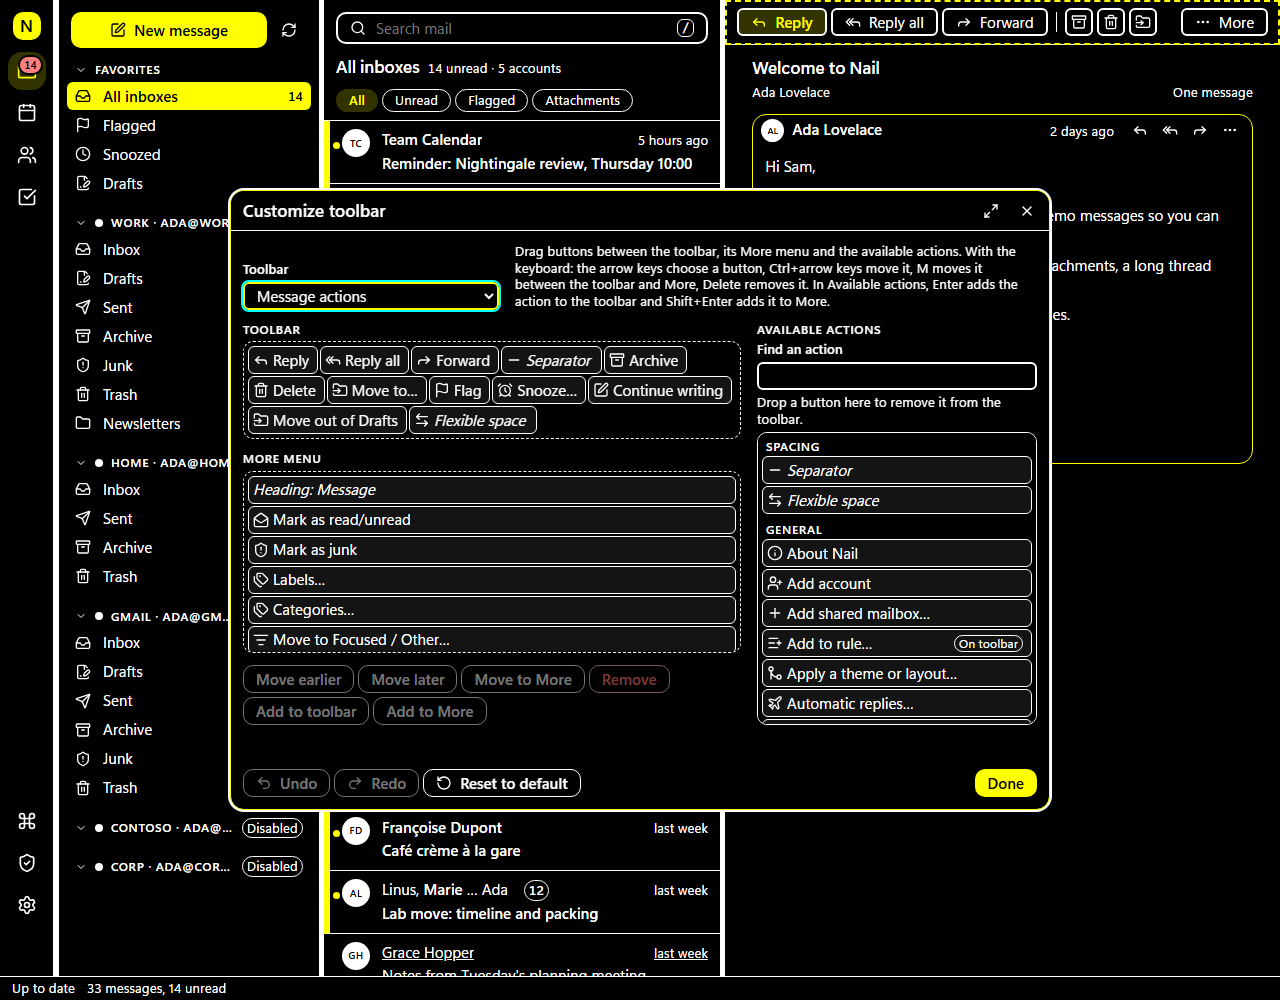 N
14
New message
FAVORITES
All inboxes 14
Flagged
Snoozed
Drafts
WORK · ADA@WOR
Inbox
Drafts
Sent
Archive
Junk
Trash
Newsletters
HOME · ADA@HOM
Inbox
Sent
Archive
Trash
GMAIL · ADA@GM...
Inbox
Drafts
Sent
Archive
Junk
Trash
CONTOSO · ADA@... Disabled
CORP · ADA@COR... Disabled
Search mail /
All inboxes 14 unread · 5 accounts
All Unread Flagged Attachments
TC Team Calendar 5 hours ago
Reminder: Nightingale review, Thursday 10:00
Reply Reply all Forward More
Welcome to Nail
Ada Lovelace One message
AL Ada Lovelace 2 days ago
Hi Sam,
emo messages so you can
achments, a long thread
es.
Customize toolbar
Toolbar
Message actions
Drag buttons between the toolbar, its More menu and the available actions. With the
keyboard: the arrow keys choose a button, Ctrl+arrow keys move it, M moves it
between the toolbar and More, Delete removes it. In Available actions, Enter adds the
action to the toolbar and Shift+Enter adds it to More.
TOOLBAR
Reply Reply all Forward Separator Archive
Delete Move to... Flag Snooze... Continue writing
Move out of Drafts Flexible space
MORE MENU
Heading: Message
Mark as read/unread
Mark as junk
Labels...
Categories...
Move to Focused / Other...
Move earlier Move later Move to More Remove
Add to toolbar Add to More
AVAILABLE ACTIONS
Find an action
Drop a button here to remove it from the
toolbar.
SPACING
Separator
Flexible space
GENERAL
About Nail
Add account
Add shared mailbox...
Add to rule... On toolbar
Apply a theme or layout...
Automatic replies...
Undo Redo Reset to default Done
FD Françoise Dupont last week
Café crème à la gare
AL Linus, Marie ... Ada 12 last week
Lab move: timeline and packing
GH Grace Hopper last week
Notes from Tuesday's planning meeting
Up to date 33 messages, 14 unread